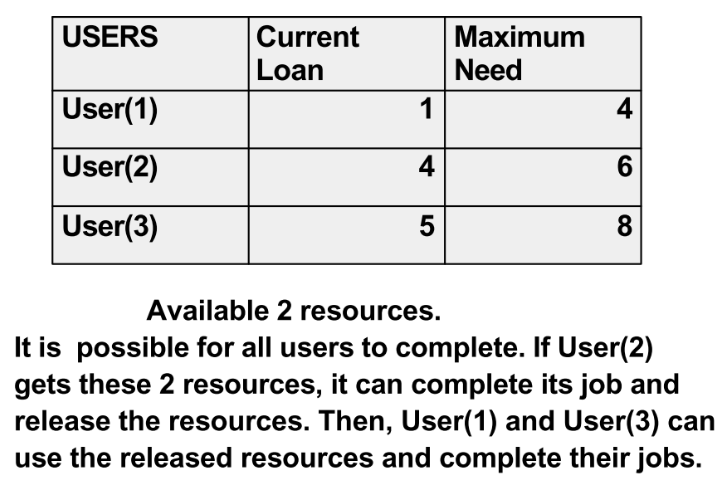 USERS Current Loan Maximum Need
User(1) 1 4
User(2) 4 6
User(3) 5 8
Available 2 resources.
It is possible for all users to complete. If User(2)
gets these 2 resources, it can complete its job and
release the resources. Then, User(1) and User(3) can
use the released resources and complete their jobs.